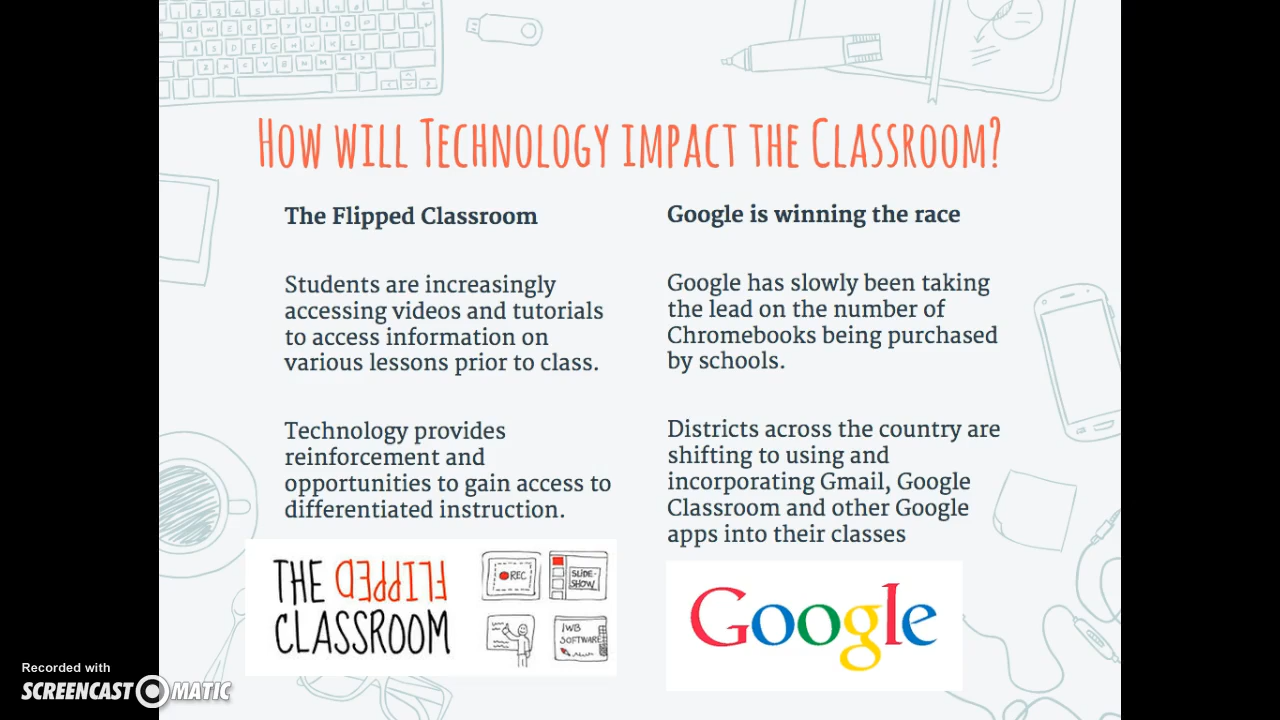 How will Technology impact the Classroom?
The Flipped Classroom
Students are increasingly
accessing videos and tutorials
to access information on
various lessons prior to class.
Technology provides
reinforcement and
opportunities to gain access to
differentiated instruction.
THE FLIPPED
CLASSROOM
REC
SLIDE-
SHOW
IWB
SOFTWARE
Google is winning the race
Google has slowly been taking
the lead on the number of
Chromebooks being purchased
by schools.
Districts across the country are
shifting to using and
incorporating Gmail, Google
Classroom and other Google
apps into their classes
Google
Recorded with
SCREENCAST O MATIC